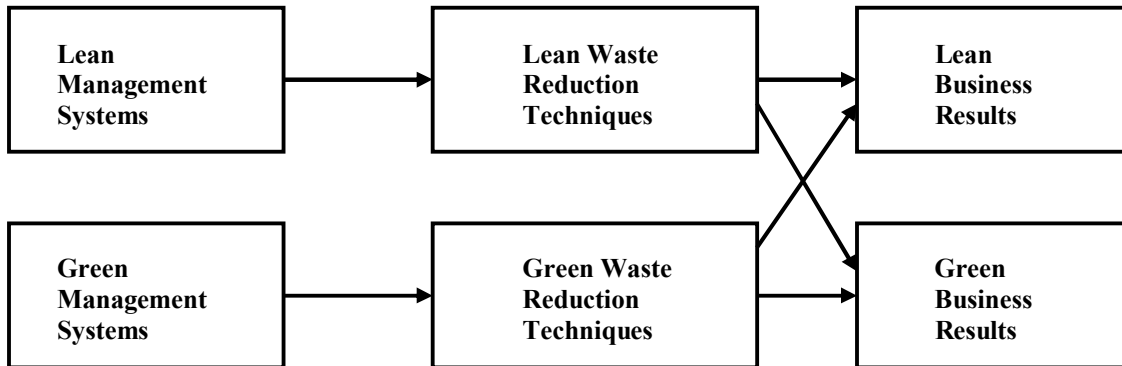 Lean
Management
Systems
Lean Waste
Reduction
Techniques
Lean
Business
Results
Green
Management
Systems
Green Waste
Reduction
Techniques
Green
Business
Results